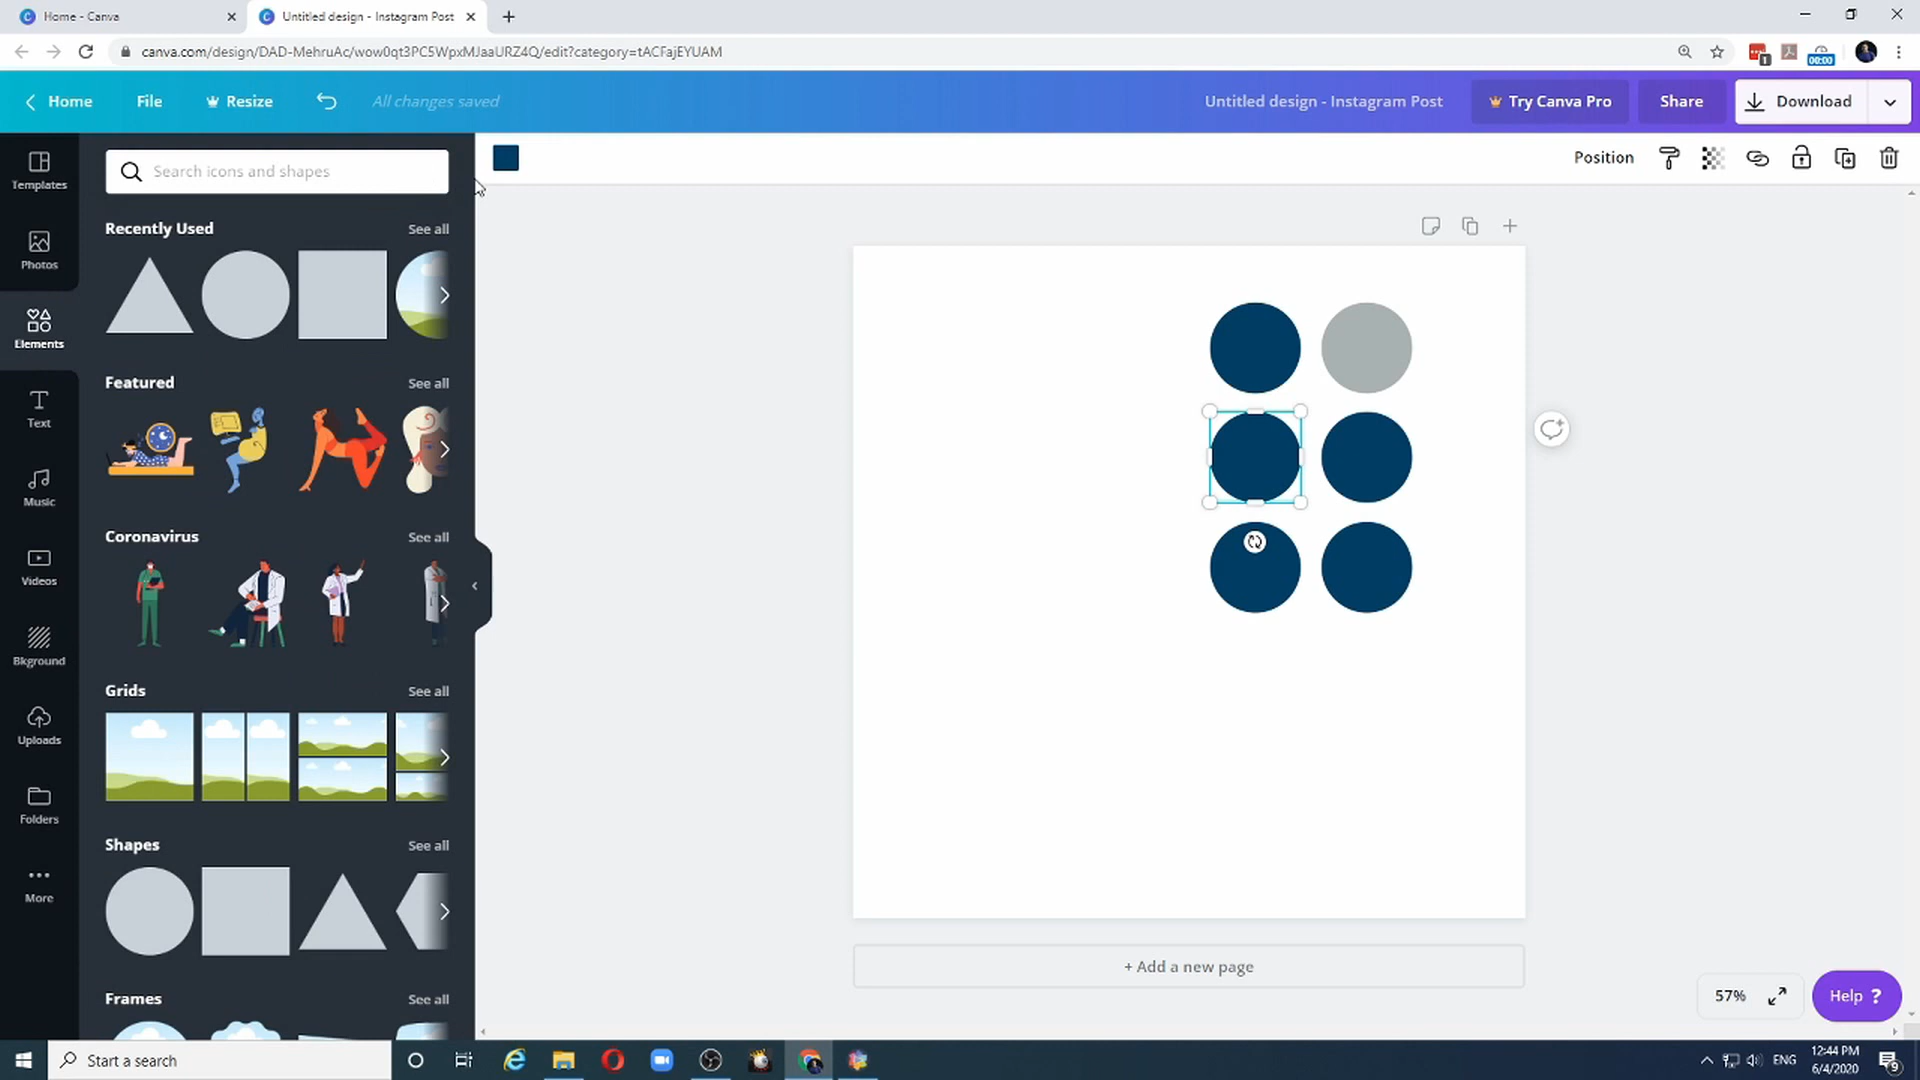 Home - Canva
Untitled design - Instagram Post
canva.com/design/DAD-MehruAc/wow0qt3PC5WpxMJaaURZ4Q/edit?category=tACFajEYUAM
1
00:00
Home
File
Resize
All changes saved
Untitled design - Instagram Post
Try Canva Pro
Share
Download
Templates
Photos
Elements
Text
Music
Videos
Bkground
Uploads
Folders
More
Search icons and shapes
Recently Used
See all
Featured
See all
Coronavirus
See all
Grids
See all
Shapes
See all
Frames
See all
Position
+ Add a new page
57%
Help ?
Start a search
ENG
12:44 PM
6/4/2020
9